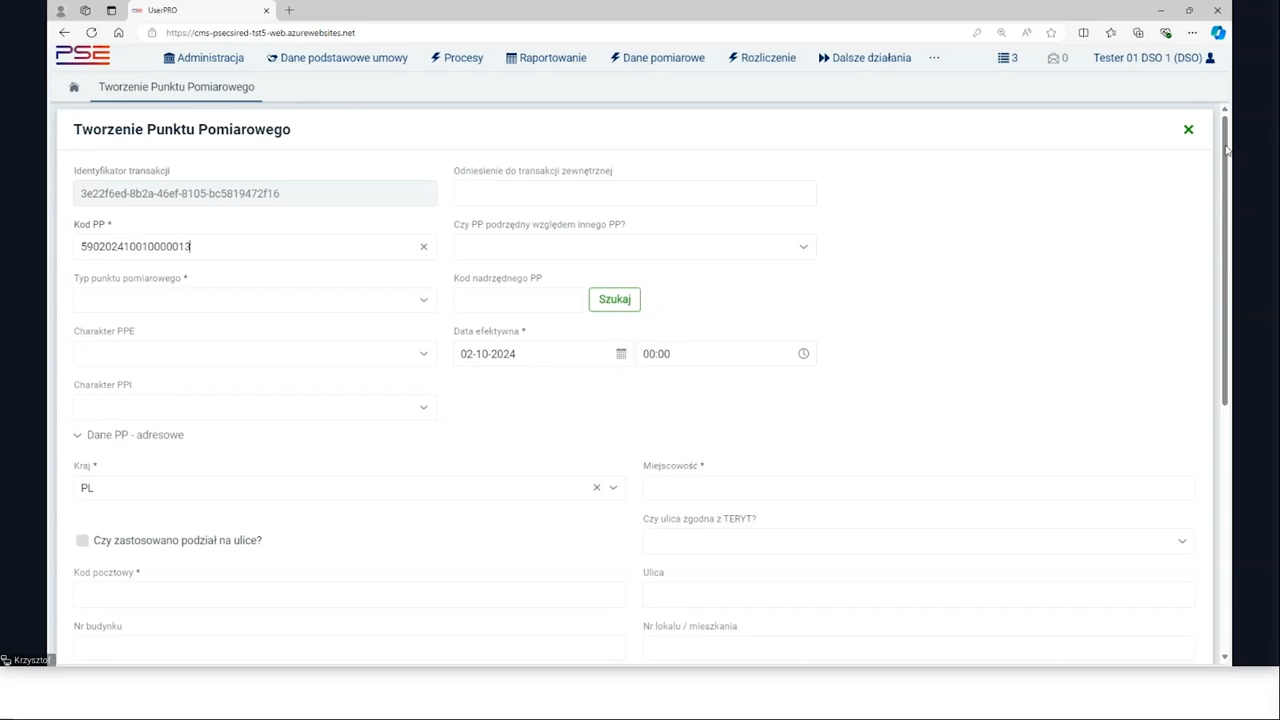 UserPRO
https://cms-psecsired-tst5-web.azurewebsites.net
PSE
Administracja
Dane podstawowe umowy
Procesy
Raportowanie
Dane pomiarowe
Rozliczenie
Dalsze działania
...
3
0
Tester 01 DSO 1 (DSO)
Tworzenie Punktu Pomiarowego
Tworzenie Punktu Pomiarowego
Identyfikator transakcji
Odniesienie do transakcji zewnętrznej
3e22f6ed-8b2a-46ef-8105-bc5819472f16
Kod PP *
Czy PP podrzędny względem innego PP?
590202410010000013
Typ punktu pomiarowego *
Kod nadrzędnego PP
Szukaj
Charakter PPE
Data efektywna *
02-10-2024
00:00
Charakter PPI
Dane PP - adresowe
Kraj *
Miejscowość *
PL
Czy ulica zgodna z TERYT?
Czy zastosowano podział na ulice?
Kod pocztowy *
Ulica
Nr budynku
Nr lokalu / mieszkania
Krzysztof